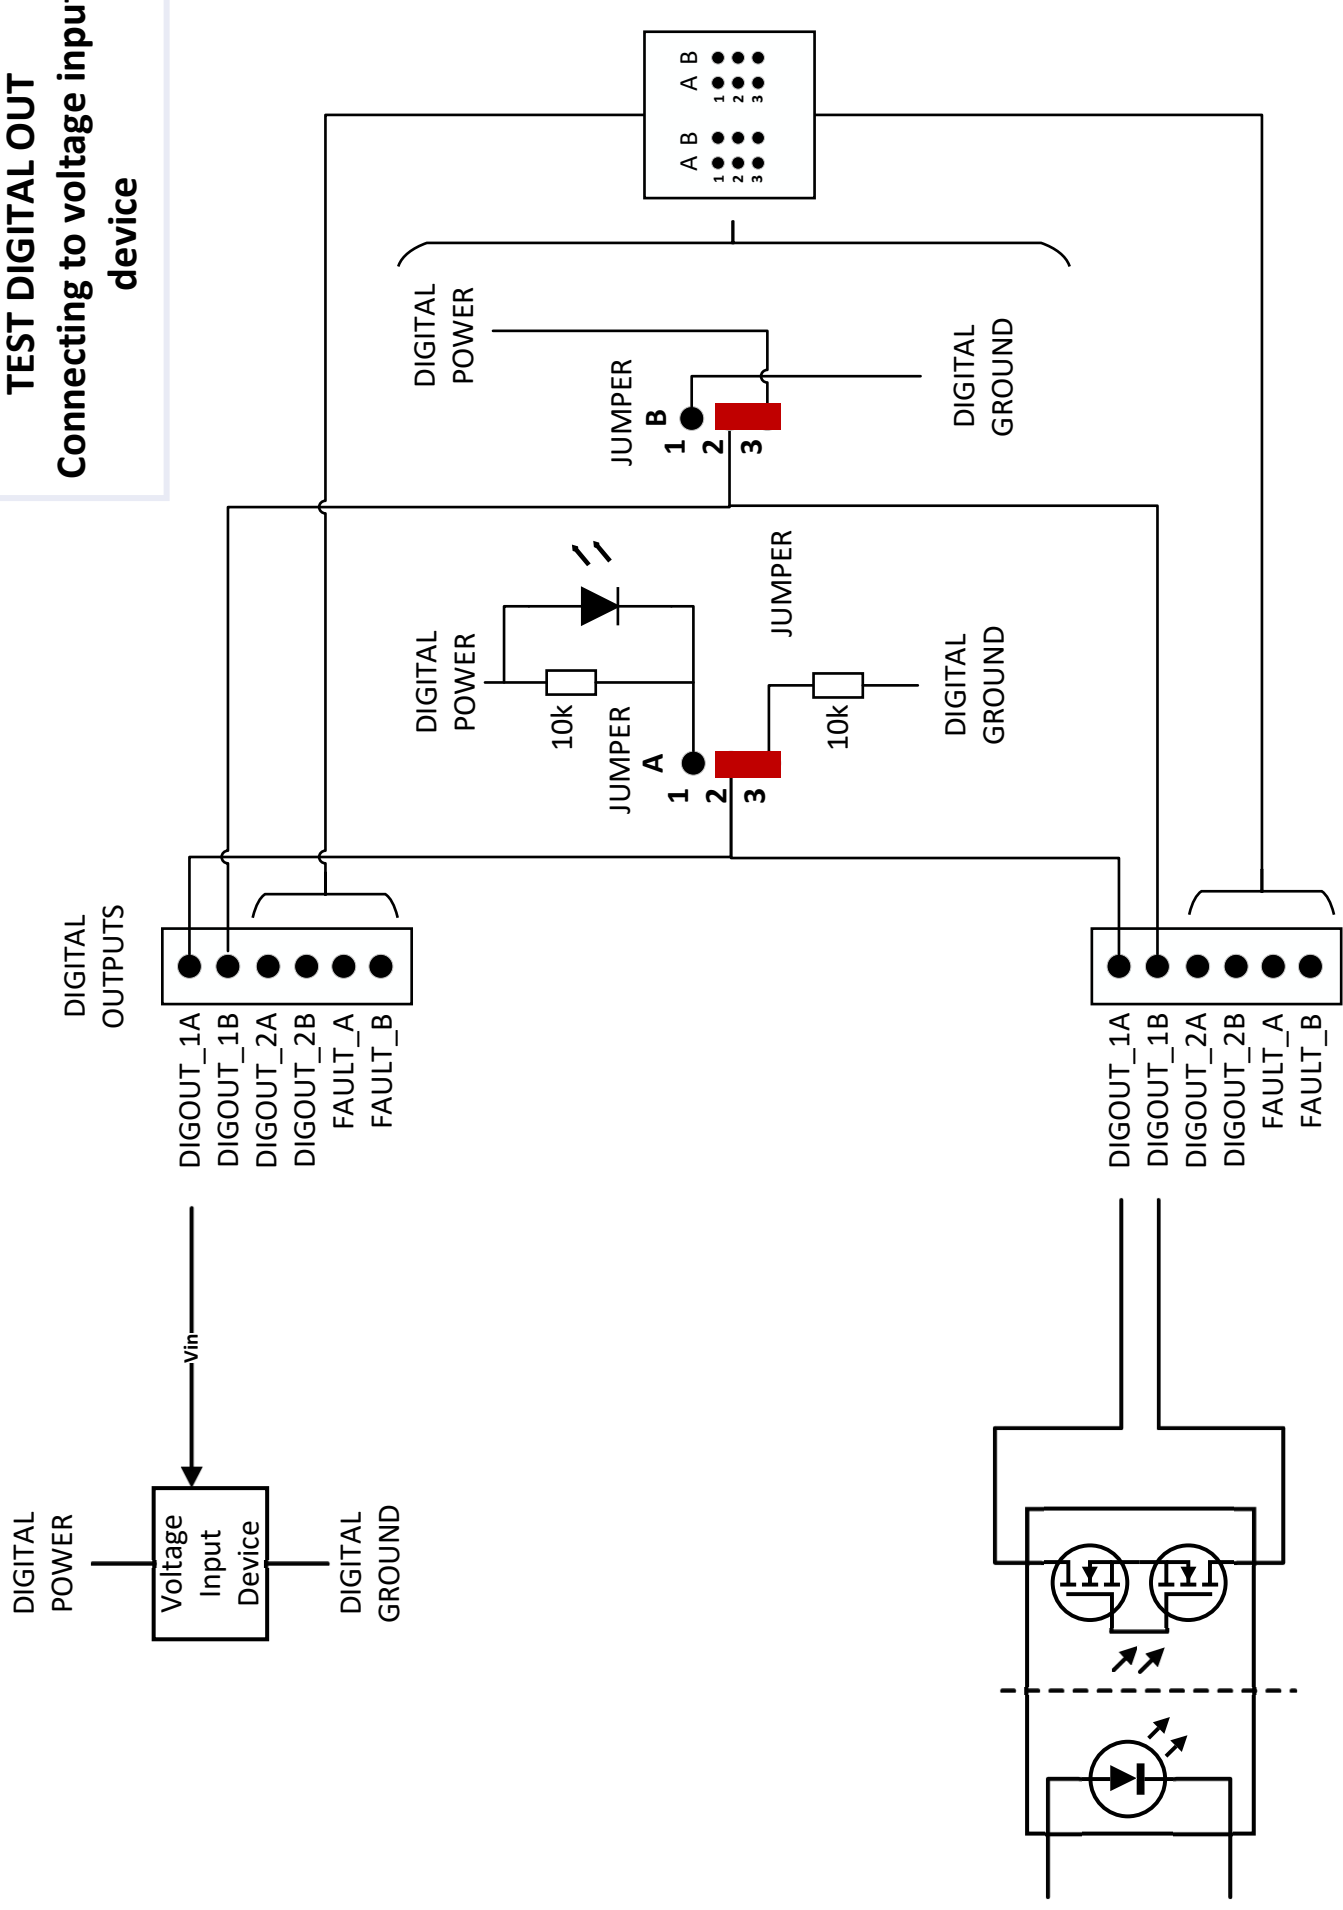 TEST DIGITAL OUT
Connecting to voltage input
device
DIGITAL
POWER
Voltage
Input
Device
DIGITAL
GROUND
Vin
DIGITAL
OUTPUTS
DIGOUT_1A
DIGOUT_1B
DIGOUT_2A
DIGOUT_2B
FAULT_A
FAULT_B
DIGITAL
POWER
10k
JUMPER
A
1
2
3
10k
JUMPER
DIGITAL
GROUND
DIGITAL
POWER
JUMPER
B
1
2
3
DIGITAL
GROUND
A B
1
2
3
A B
1
2
3
DIGOUT_1A
DIGOUT_1B
DIGOUT_2A
DIGOUT_2B
FAULT_A
FAULT_B